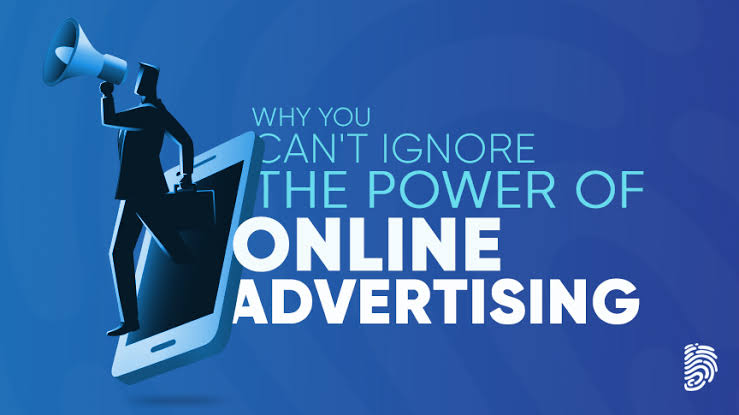 WHY YOU
CAN'T IGNORE
THE POWER OF
ONLINE
ADVERTISING